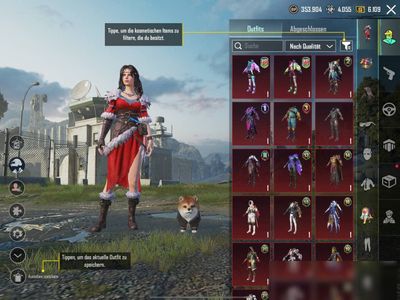 353.904
4.055
6.109
Outfits
Abgeschlossen
Tippe, um die kosmetischen Items zu
filtern, die du besitzt.
Suche
Nach Qualität
Tippen, um das aktuelle Outfit zu
speichern.